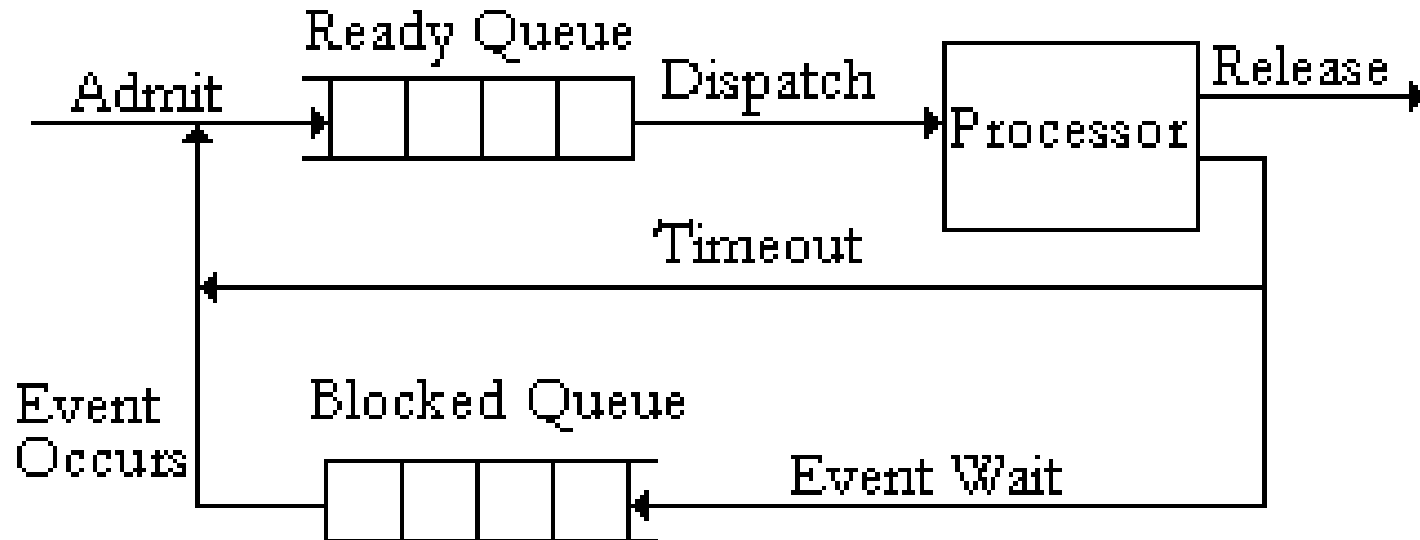 Ready Queue
Admit
Dispatch
Release
Processor
Timeout
Event
Occurs
Blocked Queue
Event Wait